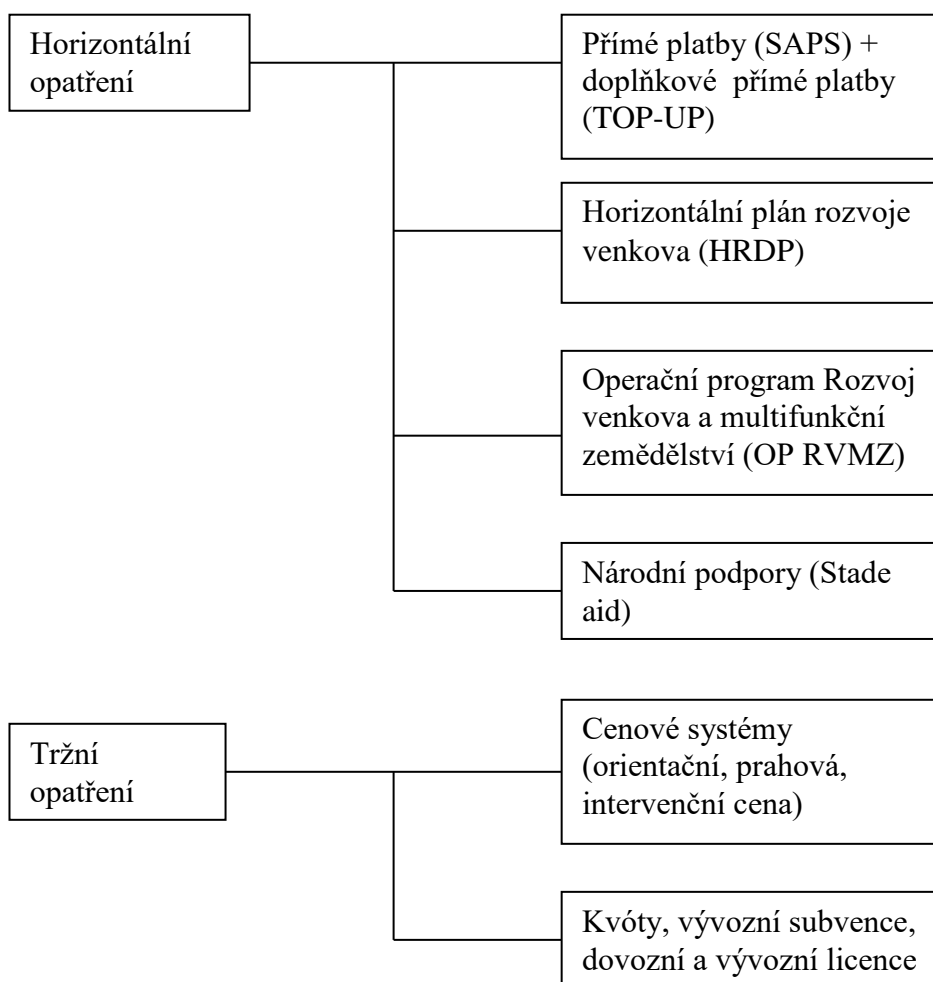 Horizontální
opatření
Přímé platby (SAPS) +
doplňkové přímé platby
(TOP-UP)
Horizontální plán rozvoje
venkova (HRDP)
Operační program Rozvoj
venkova a multifunkční
zemědělství (OP RVMZ)
Národní podpory (Stade
aid)
Tržní
opatření
Cenové systémy
(orientační, prahová,
intervenční cena)
Kvóty, vývozní subvence,
dovozní a vývozní licence